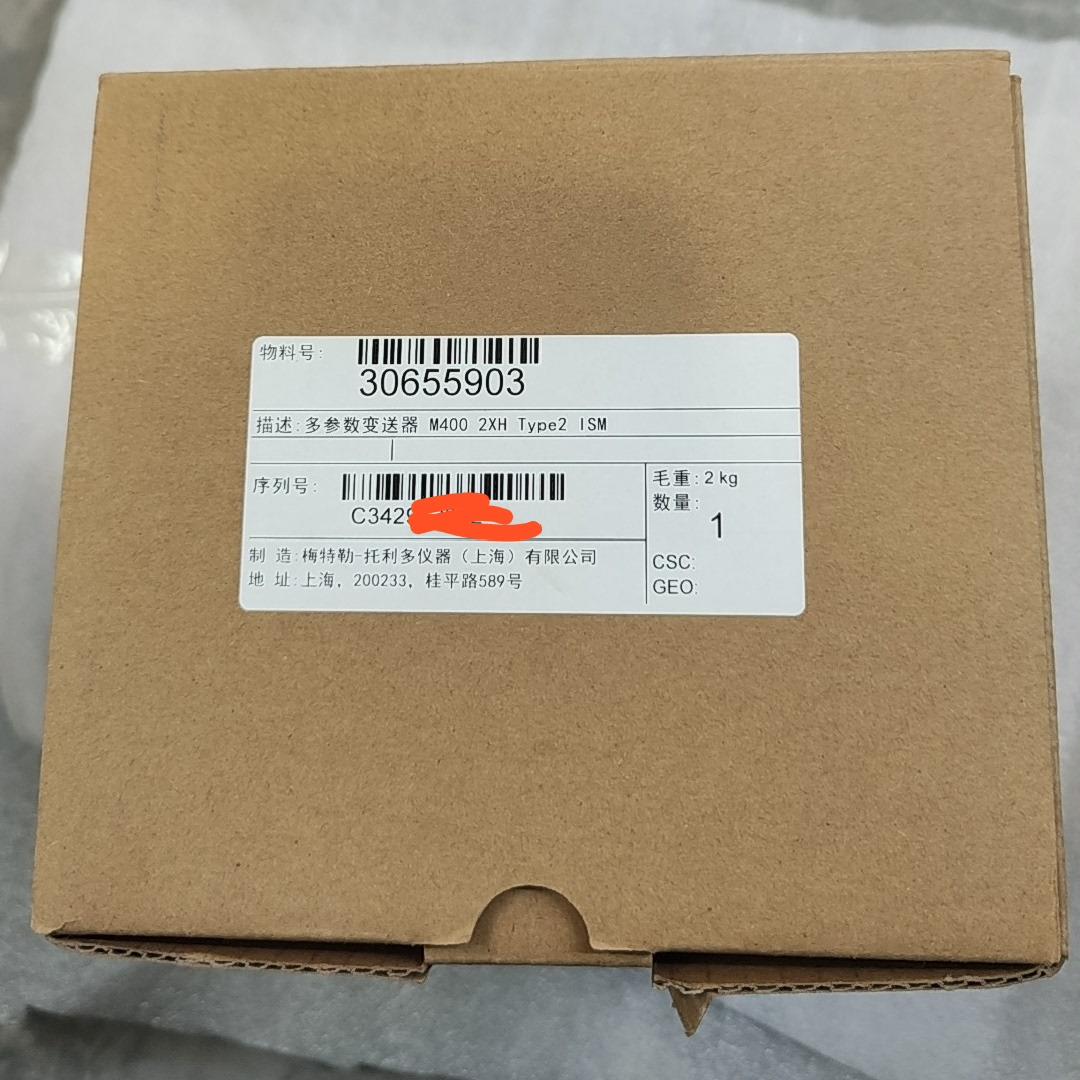 物料号:
30655903
描述:多参数变送器 M400 2XH Type2 ISM
序列号:
C342
毛重: 2 kg
数量:
1
制 造:梅特勒-托利多仪器（上海）有限公司
地 址:上海，200233，桂平路589号
CSC:
GEO: